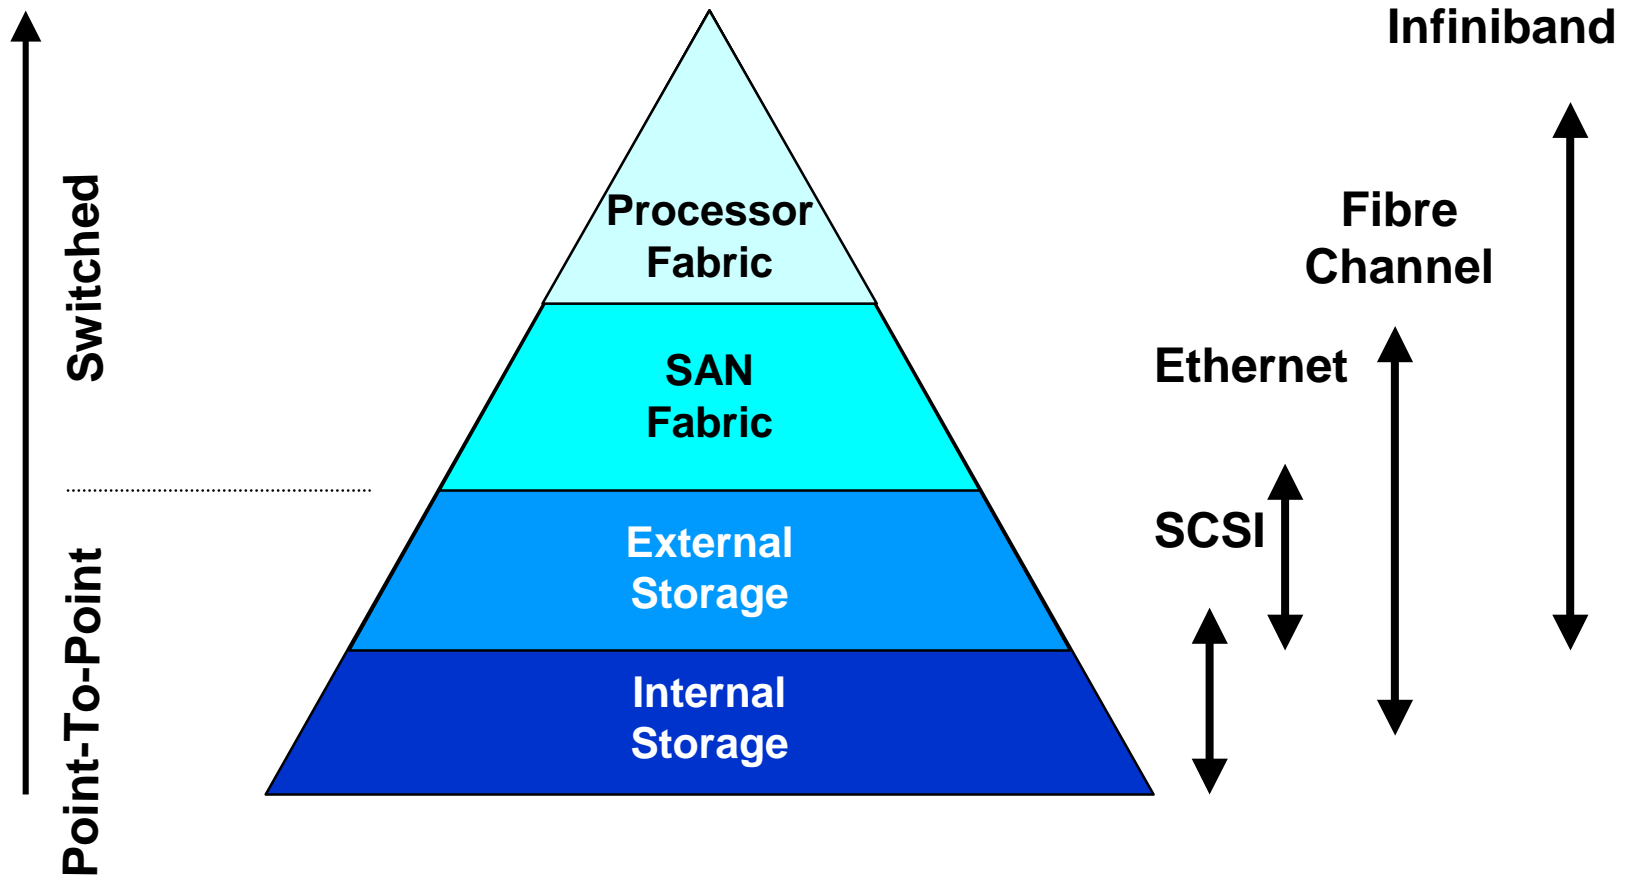 Infiniband
Switched
Processor
Fabric
Fibre
Channel
SAN
Fabric
Ethernet
SCSI
External
Storage
Point-To-Point
Internal
Storage